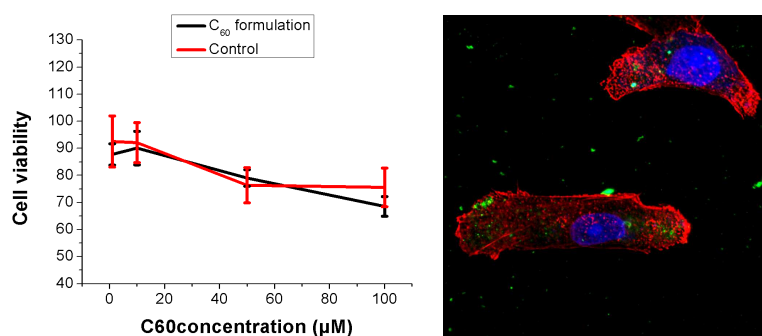 C60 formulation
Control
130
120
110
100
90
80
70
60
50
40
Cell viability
0 20 40 60 80 100
C60concentration (µM)